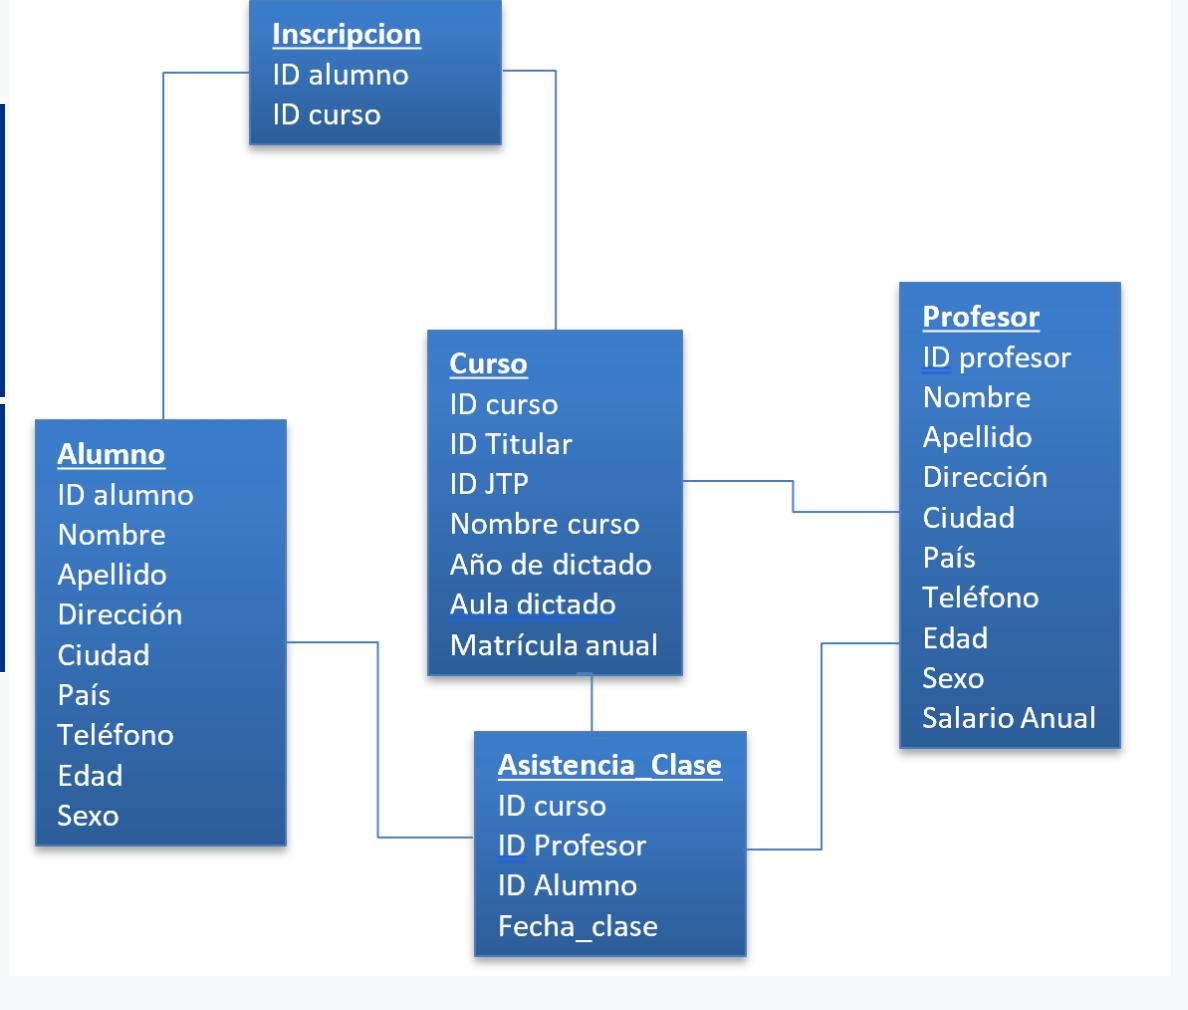 Inscripcion
ID alumno
ID curso
Curso
ID curso
ID Titular
ID JTP
Nombre curso
Año de dictado
Aula dictado
Matrícula anual
Profesor
ID profesor
Nombre
Apellido
Dirección
Ciudad
País
Teléfono
Edad
Sexo
Salario Anual
Alumno
ID alumno
Nombre
Apellido
Dirección
Ciudad
País
Teléfono
Edad
Sexo
Asistencia_Clase
ID curso
ID Profesor
ID Alumno
Fecha_clase